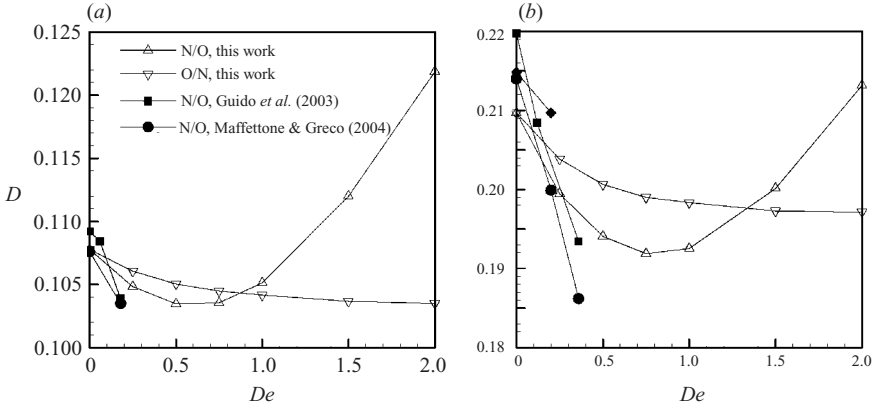 (a)
0.125
0.120
0.115
0.110
0.105
0.100
D
N/O, this work
O/N, this work
N/O, Guido et al. (2003)
N/O, Maffettone & Greco (2004)
0
0.5
1.0
1.5
2.0
De
(b)
0.22
0.21
0.20
0.19
0.18
0
0.5
1.0
1.5
2.0
De